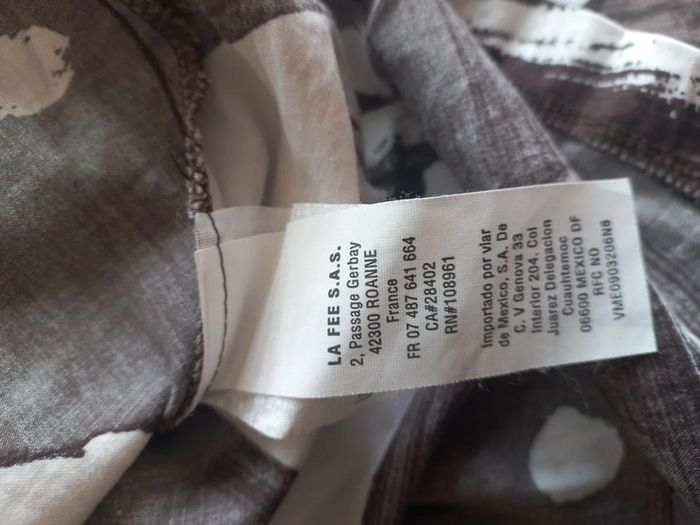 LA FEE S.A.S.
2, Passage Gerbay
42300 ROANNE
France
FR 07 487 641 664
CA#28402
RN#108961
Importado por viar
de Mexico, S.A. De
C. V Genova 33
Interior 204. Col
Juarez Delegacion
Cuauhtemoc
06600 MEXICO DF
RFC NO
VME0903206N8